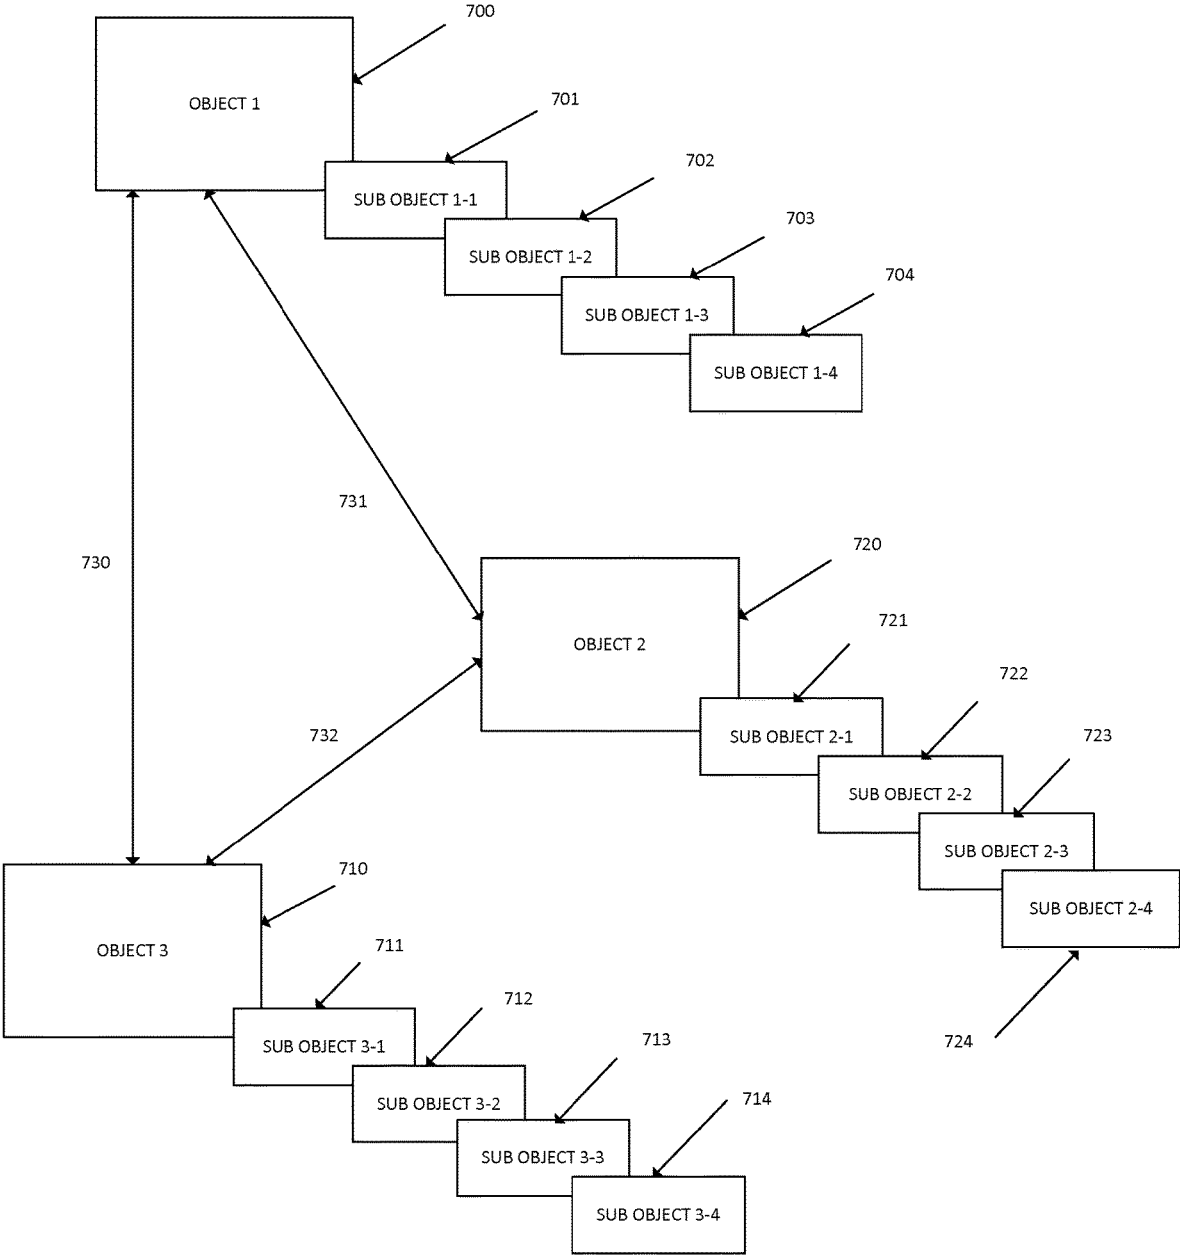 700
OBJECT 1
701
702
SUB OBJECT 1-1
703
SUB OBJECT 1-2
704
SUB OBJECT 1-3
SUB OBJECT 1-4
731
730
720
721
OBJECT 2
722
732
SUB OBJECT 2-1
723
SUB OBJECT 2-2
SUB OBJECT 2-3
710
SUB OBJECT 2-4
OBJECT 3
711
712
724
713
SUB OBJECT 3-1
714
SUB OBJECT 3-2
SUB OBJECT 3-3
SUB OBJECT 3-4